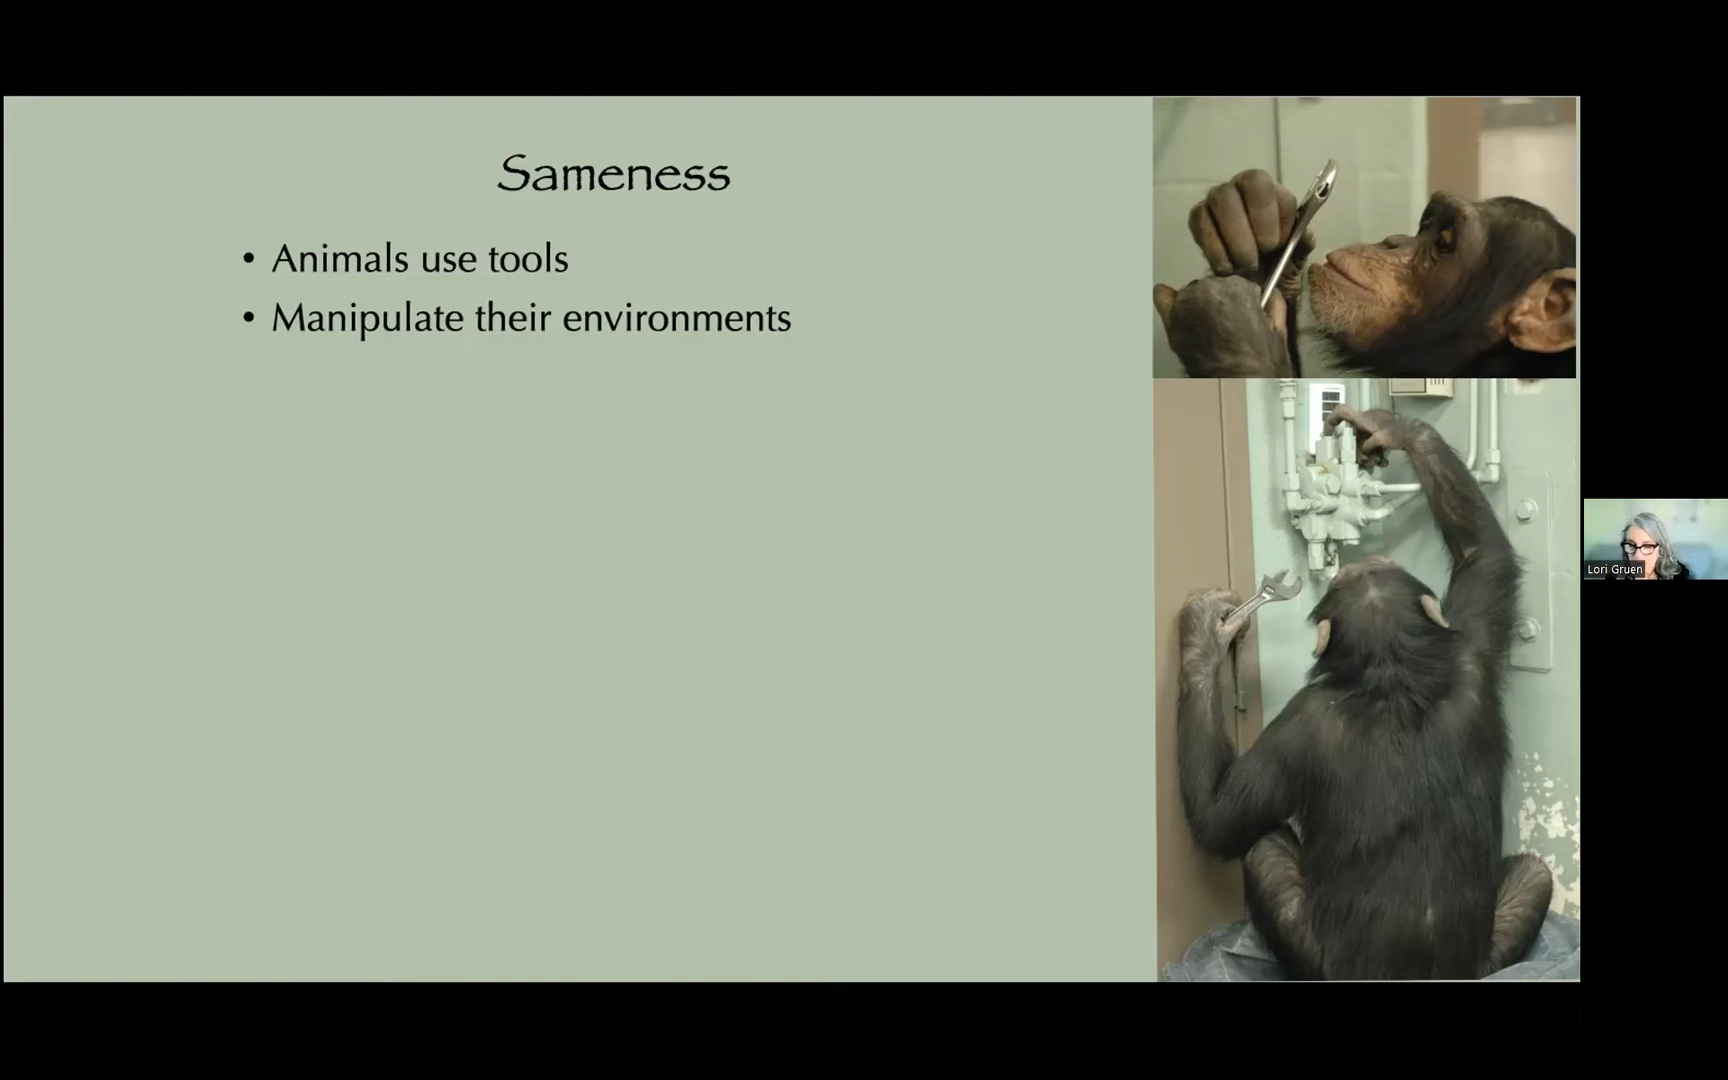 Sameness
• Animals use tools
• Manipulate their environments
Lori Gruen